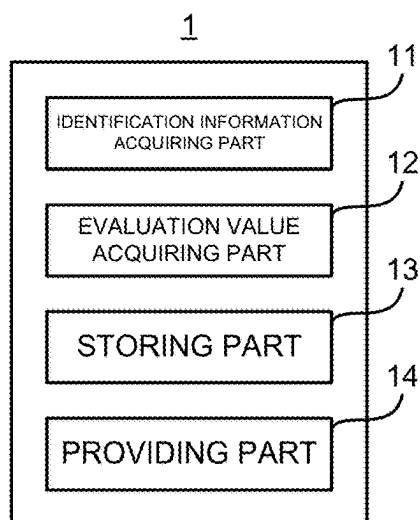 1
11
IDENTIFICATION INFORMATION
ACQUIRING PART
12
EVALUATION VALUE
ACQUIRING PART
13
STORING PART
14
PROVIDING PART